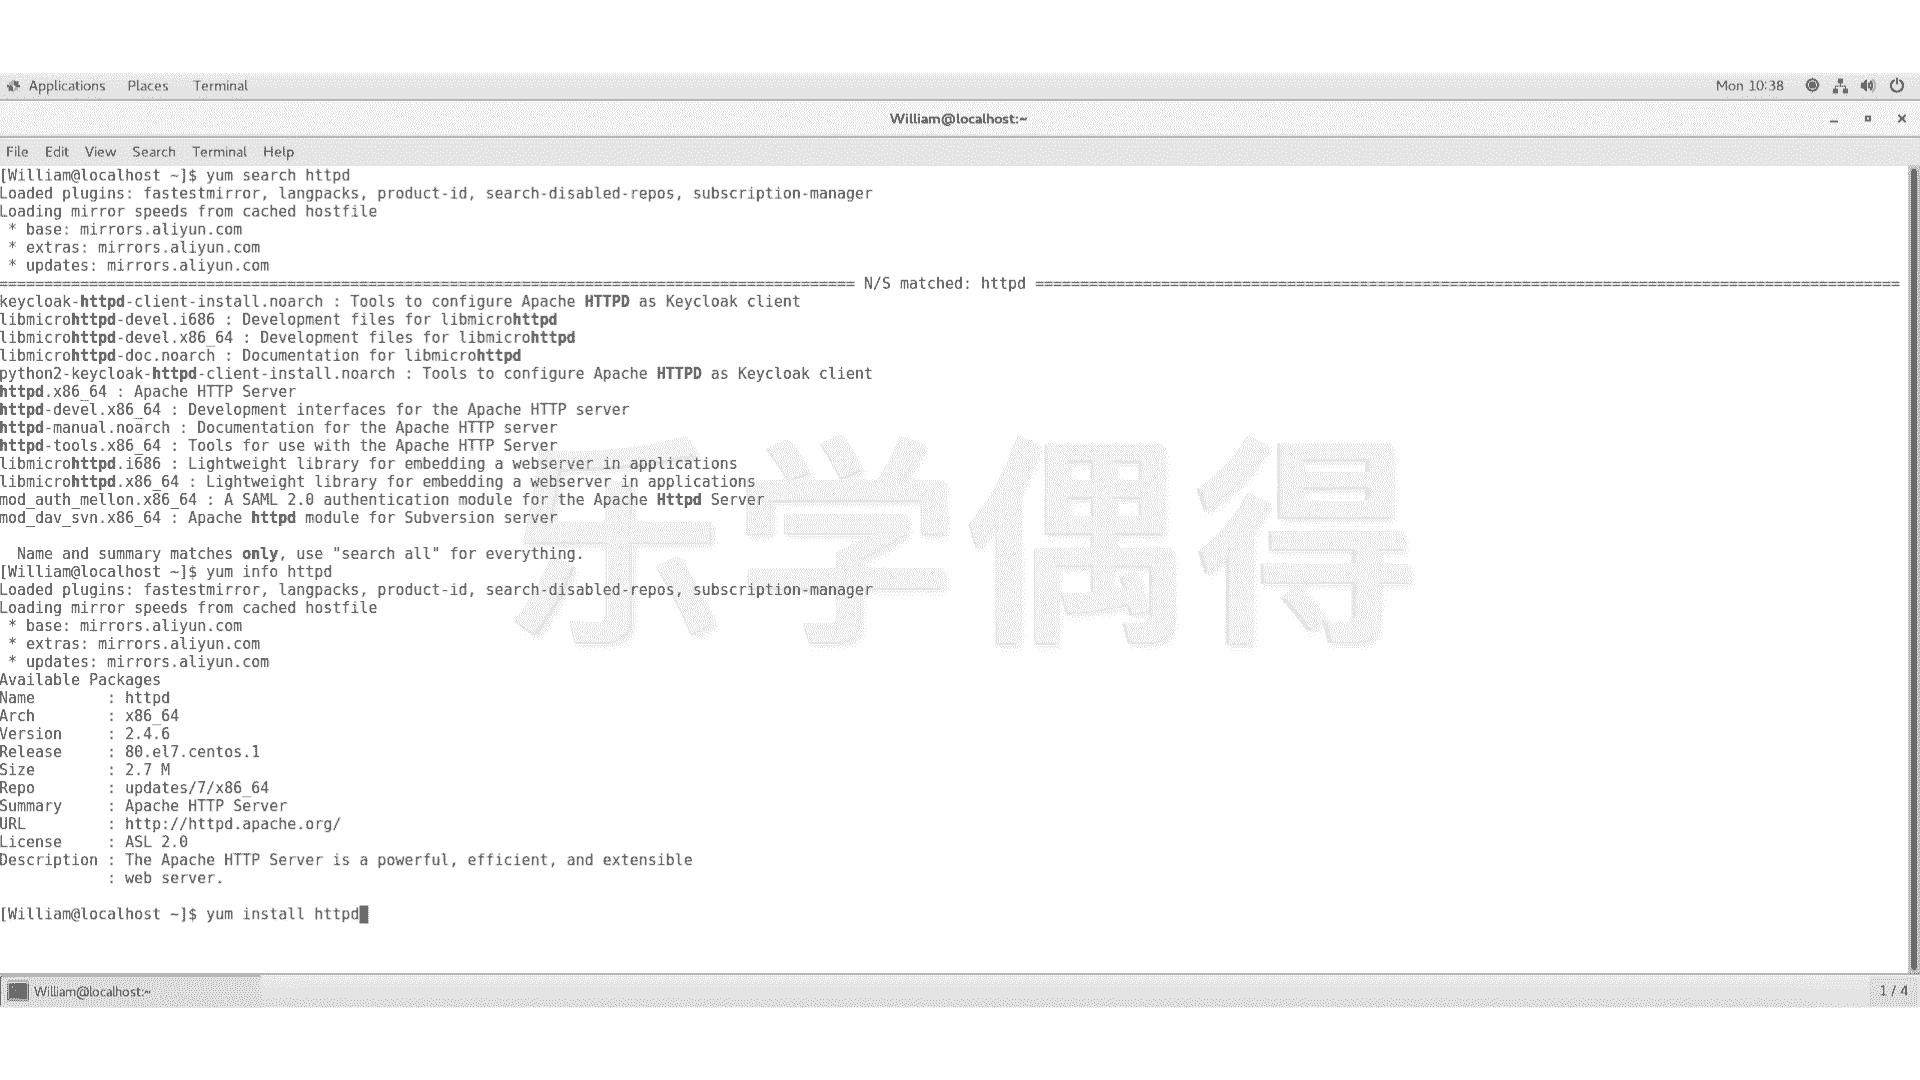 Applications Places Terminal Mon 10:38
William@localhost:~
File Edit View Search Terminal Help
[William@localhost ~]$ yum search httpd
Loaded plugins: fastestmirror, langpacks, product-id, search-disabled-repos, subscription-manager
Loading mirror speeds from cached hostfile
 * base: mirrors.aliyun.com
 * extras: mirrors.aliyun.com
 * updates: mirrors.aliyun.com
=============================================================================================== N/S matched: httpd ================================================================================================
keycloak-httpd-client-install.noarch : Tools to configure Apache HTTPD as Keycloak client
libmicrohttpd-devel.i686 : Development files for libmicrohttpd
libmicrohttpd-devel.x86_64 : Development files for libmicrohttpd
libmicrohttpd-doc.noarch : Documentation for libmicrohttpd
python2-keycloak-httpd-client-install.noarch : Tools to configure Apache HTTPD as Keycloak client
httpd.x86_64 : Apache HTTP Server
httpd-devel.x86_64 : Development interfaces for the Apache HTTP server
httpd-manual.noarch : Documentation for the Apache HTTP server
httpd-tools.x86_64 : Tools for use with the Apache HTTP Server
libmicrohttpd.i686 : Lightweight library for embedding a webserver in applications
libmicrohttpd.x86_64 : Lightweight library for embedding a webserver in applications
mod_auth_mellon.x86_64 : A SAML 2.0 authentication module for the Apache Httpd Server
mod_dav_svn.x86_64 : Apache httpd module for Subversion server
乐学偶得
  Name and summary matches only, use "search all" for everything.
[William@localhost ~]$ yum info httpd
Loaded plugins: fastestmirror, langpacks, product-id, search-disabled-repos, subscription-manager
Loading mirror speeds from cached hostfile
 * base: mirrors.aliyun.com
 * extras: mirrors.aliyun.com
 * updates: mirrors.aliyun.com
Available Packages
Name        : httpd
Arch        : x86_64
Version     : 2.4.6
Release     : 80.el7.centos.1
Size        : 2.7 M
Repo        : updates/7/x86_64
Summary     : Apache HTTP Server
URL         : http://httpd.apache.org/
License     : ASL 2.0
Description : The Apache HTTP Server is a powerful, efficient, and extensible
            : web server.
[William@localhost ~]$ yum install httpd
William@localhost:~ 1 / 4